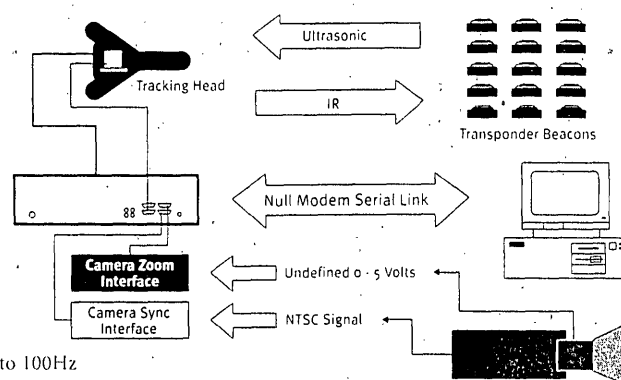 Ultrasonic
Tracking Head
IR
Transponder Beacons
Null Modem Serial Link
Camera Zoom
Interface
Undefined 0 - 5 Volts
Camera Sync
Interface
NTSC Signal
to 100Hz